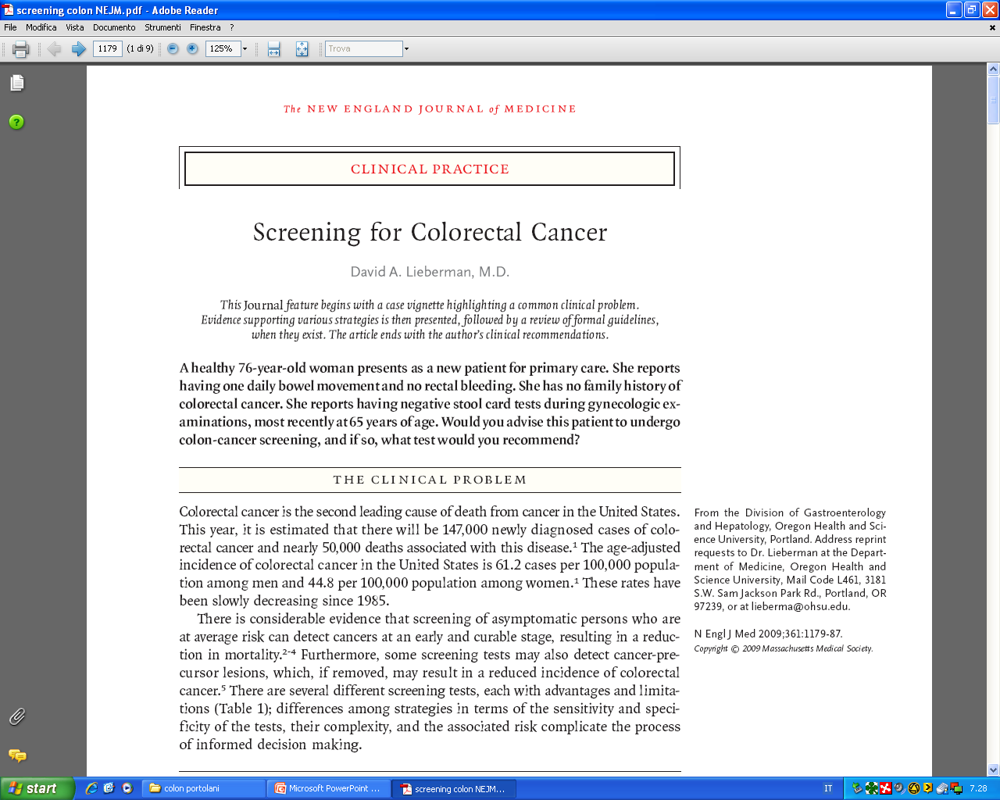 screening colon NEJM.pdf - Adobe Reader
File Modifica Vista Documento Strumenti Finestra ?
1179 (1 di 9) 125% Trova
The NEW ENGLAND JOURNAL of MEDICINE
CLINICAL PRACTICE
Screening for Colorectal Cancer
David A. Lieberman, M.D.
This Journal feature begins with a case vignette highlighting a common clinical problem.
Evidence supporting various strategies is then presented, followed by a review of formal guidelines,
when they exist. The article ends with the author's clinical recommendations.
A healthy 76-year-old woman presents as a new patient for primary care. She reports
having one daily bowel movement and no rectal bleeding. She has no family history of
colorectal cancer. She reports having negative stool card tests during gynecologic ex-
aminations, most recently at 65 years of age. Would you advise this patient to undergo
colon-cancer screening, and if so, what test would you recommend?
THE CLINICAL PROBLEM
Colorectal cancer is the second leading cause of death from cancer in the United States.
This year, it is estimated that there will be 147,000 newly diagnosed cases of colo-
rectal cancer and nearly 50,000 deaths associated with this disease.¹ The age-adjusted
incidence of colorectal cancer in the United States is 61.2 cases per 100,000 popula-
tion among men and 44.8 per 100,000 population among women.¹ These rates have
been slowly decreasing since 1985.
There is considerable evidence that screening of asymptomatic persons who are
at average risk can detect cancers at an early and curable stage, resulting in a reduc-
tion in mortality.²-⁴ Furthermore, some screening tests may also detect cancer-pre-
cursor lesions, which, if removed, may result in a reduced incidence of colorectal
cancer.⁵ There are several different screening tests, each with advantages and limita-
tions (Table 1); differences among strategies in terms of the sensitivity and speci-
ficity of the tests, their complexity, and the associated risk complicate the process
of informed decision making.
From the Division of Gastroenterology
and Hepatology, Oregon Health and Sci-
ence University, Portland. Address reprint
requests to Dr. Lieberman at the Depart-
ment of Medicine, Oregon Health and
Science University, Mail Code L461, 3181
S.W. Sam Jackson Park Rd., Portland, OR
97239, or at lieberma@ohsu.edu.
N Engl J Med 2009;361:1179-87.
Copyright © 2009 Massachusetts Medical Society.
start colon portolani Microsoft PowerPoint ... screening colon NEJM... IT 7.28